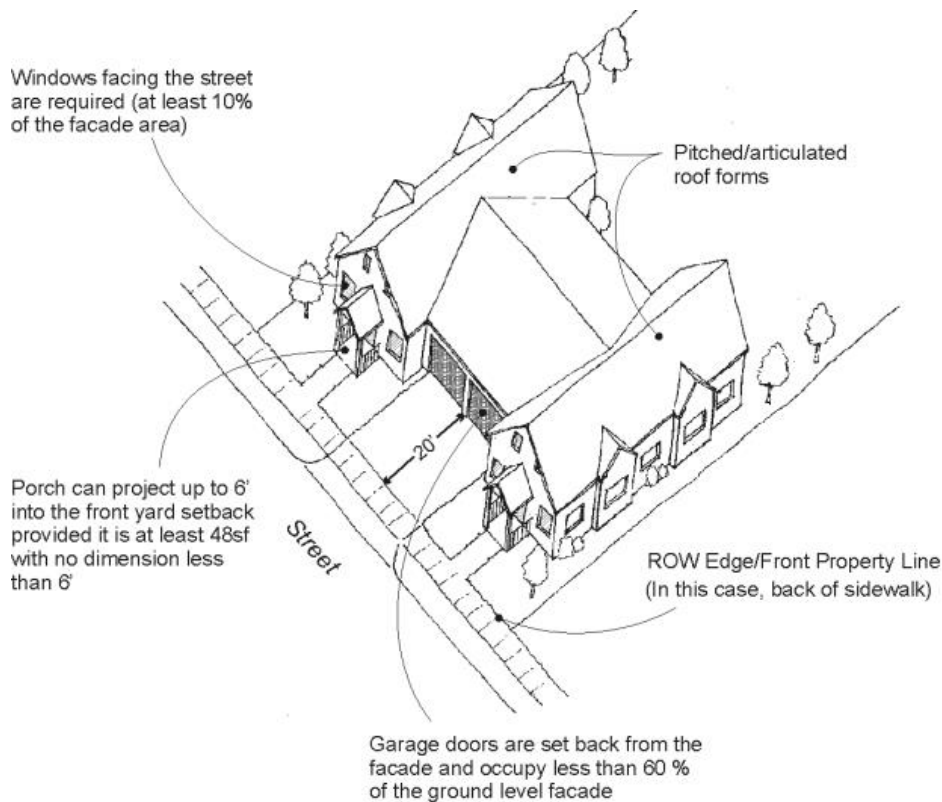 Windows facing the street
are required (at least 10%
of the facade area)
Pitched/articulated
roof forms
20'
Porch can project up to 6'
into the front yard setback
provided it is at least 48sf
with no dimension less
than 6'
Street
ROW Edge/Front Property Line
(In this case, back of sidewalk)
Garage doors are set back from the
facade and occupy less than 60 %
of the ground level facade